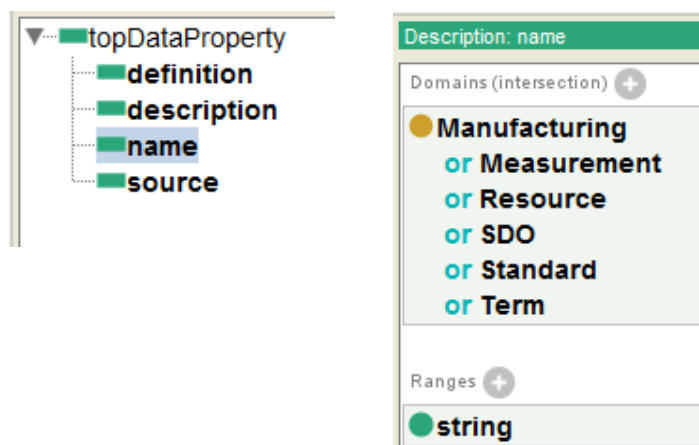 topDataProperty
definition
description
name
source
Description: name
Domains (intersection)
Manufacturing
or Measurement
or Resource
or SDO
or Standard
or Term
Ranges
string